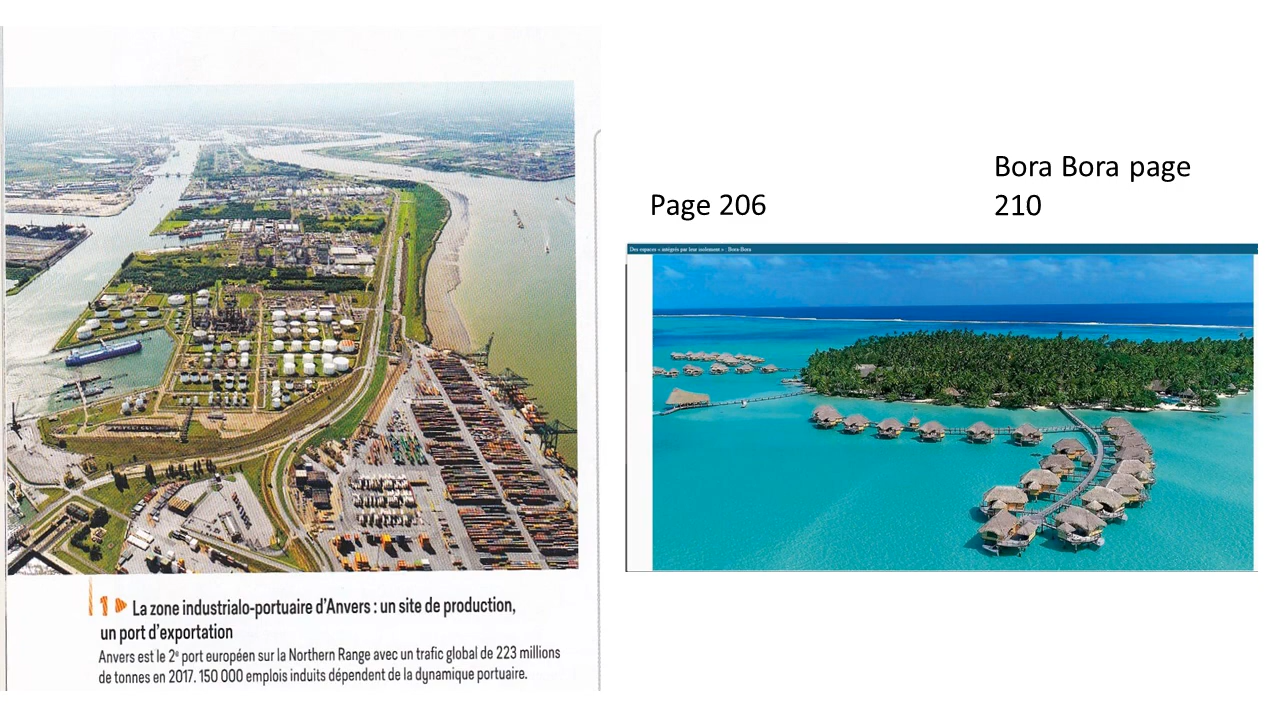 1 La zone industrialo-portuaire d'Anvers : un site de production,
un port d'exportation
Anvers est le 2e port européen sur la Northern Range avec un trafic global de 223 millions
de tonnes en 2017. 150 000 emplois induits dépendent de la dynamique portuaire.
Page 206
Bora Bora page
210
Des espaces « intégrés par leur isolement » : Bora-Bora